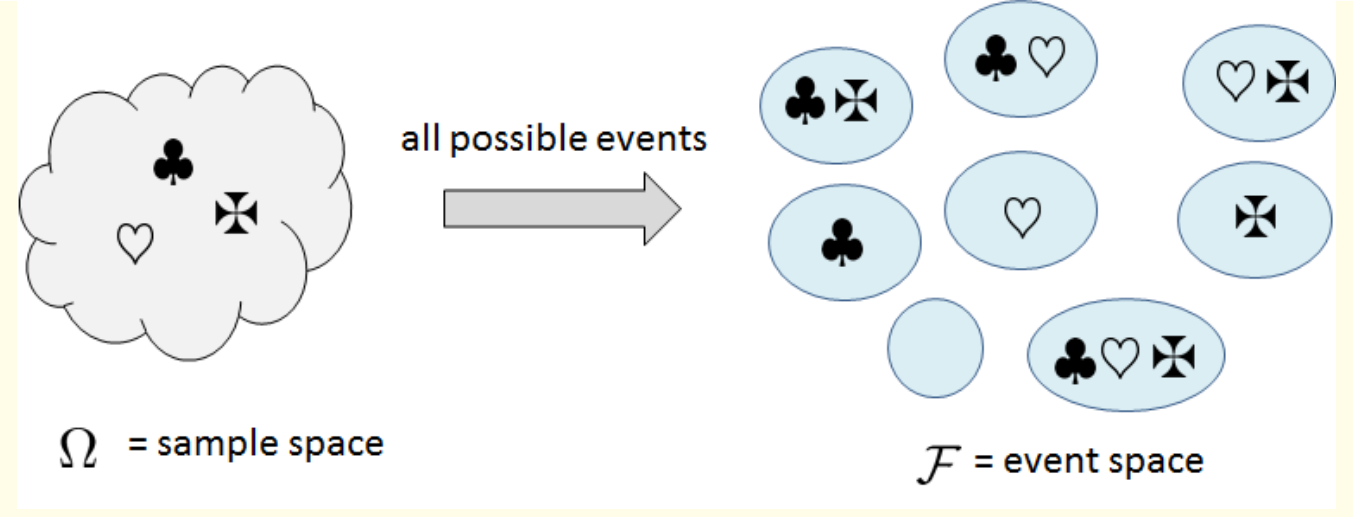 all possible events
Ω = sample space
ℱ = event space